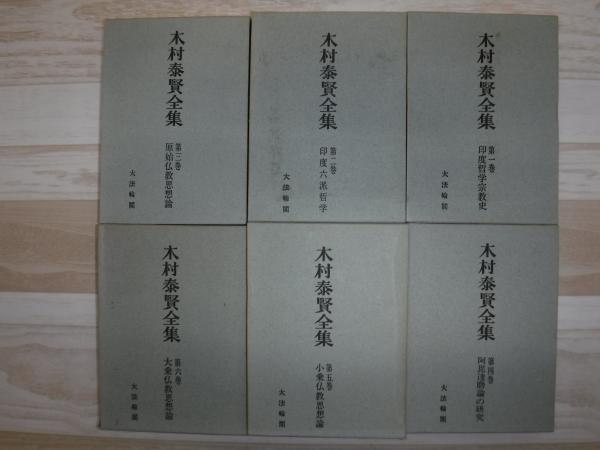 木村泰賢全集
第一巻
印度哲学宗教史
大法輪閣
木村泰賢全集
第二巻
印度六派哲学
大法輪閣
木村泰賢全集
第三巻
原始仏教思想論
大法輪閣
木村泰賢全集
第四巻
阿毘達磨論の研究
大法輪閣
木村泰賢全集
第五巻
小乗仏教思想論
大法輪閣
木村泰賢全集
第六巻
大乗仏教思想論
大法輪閣